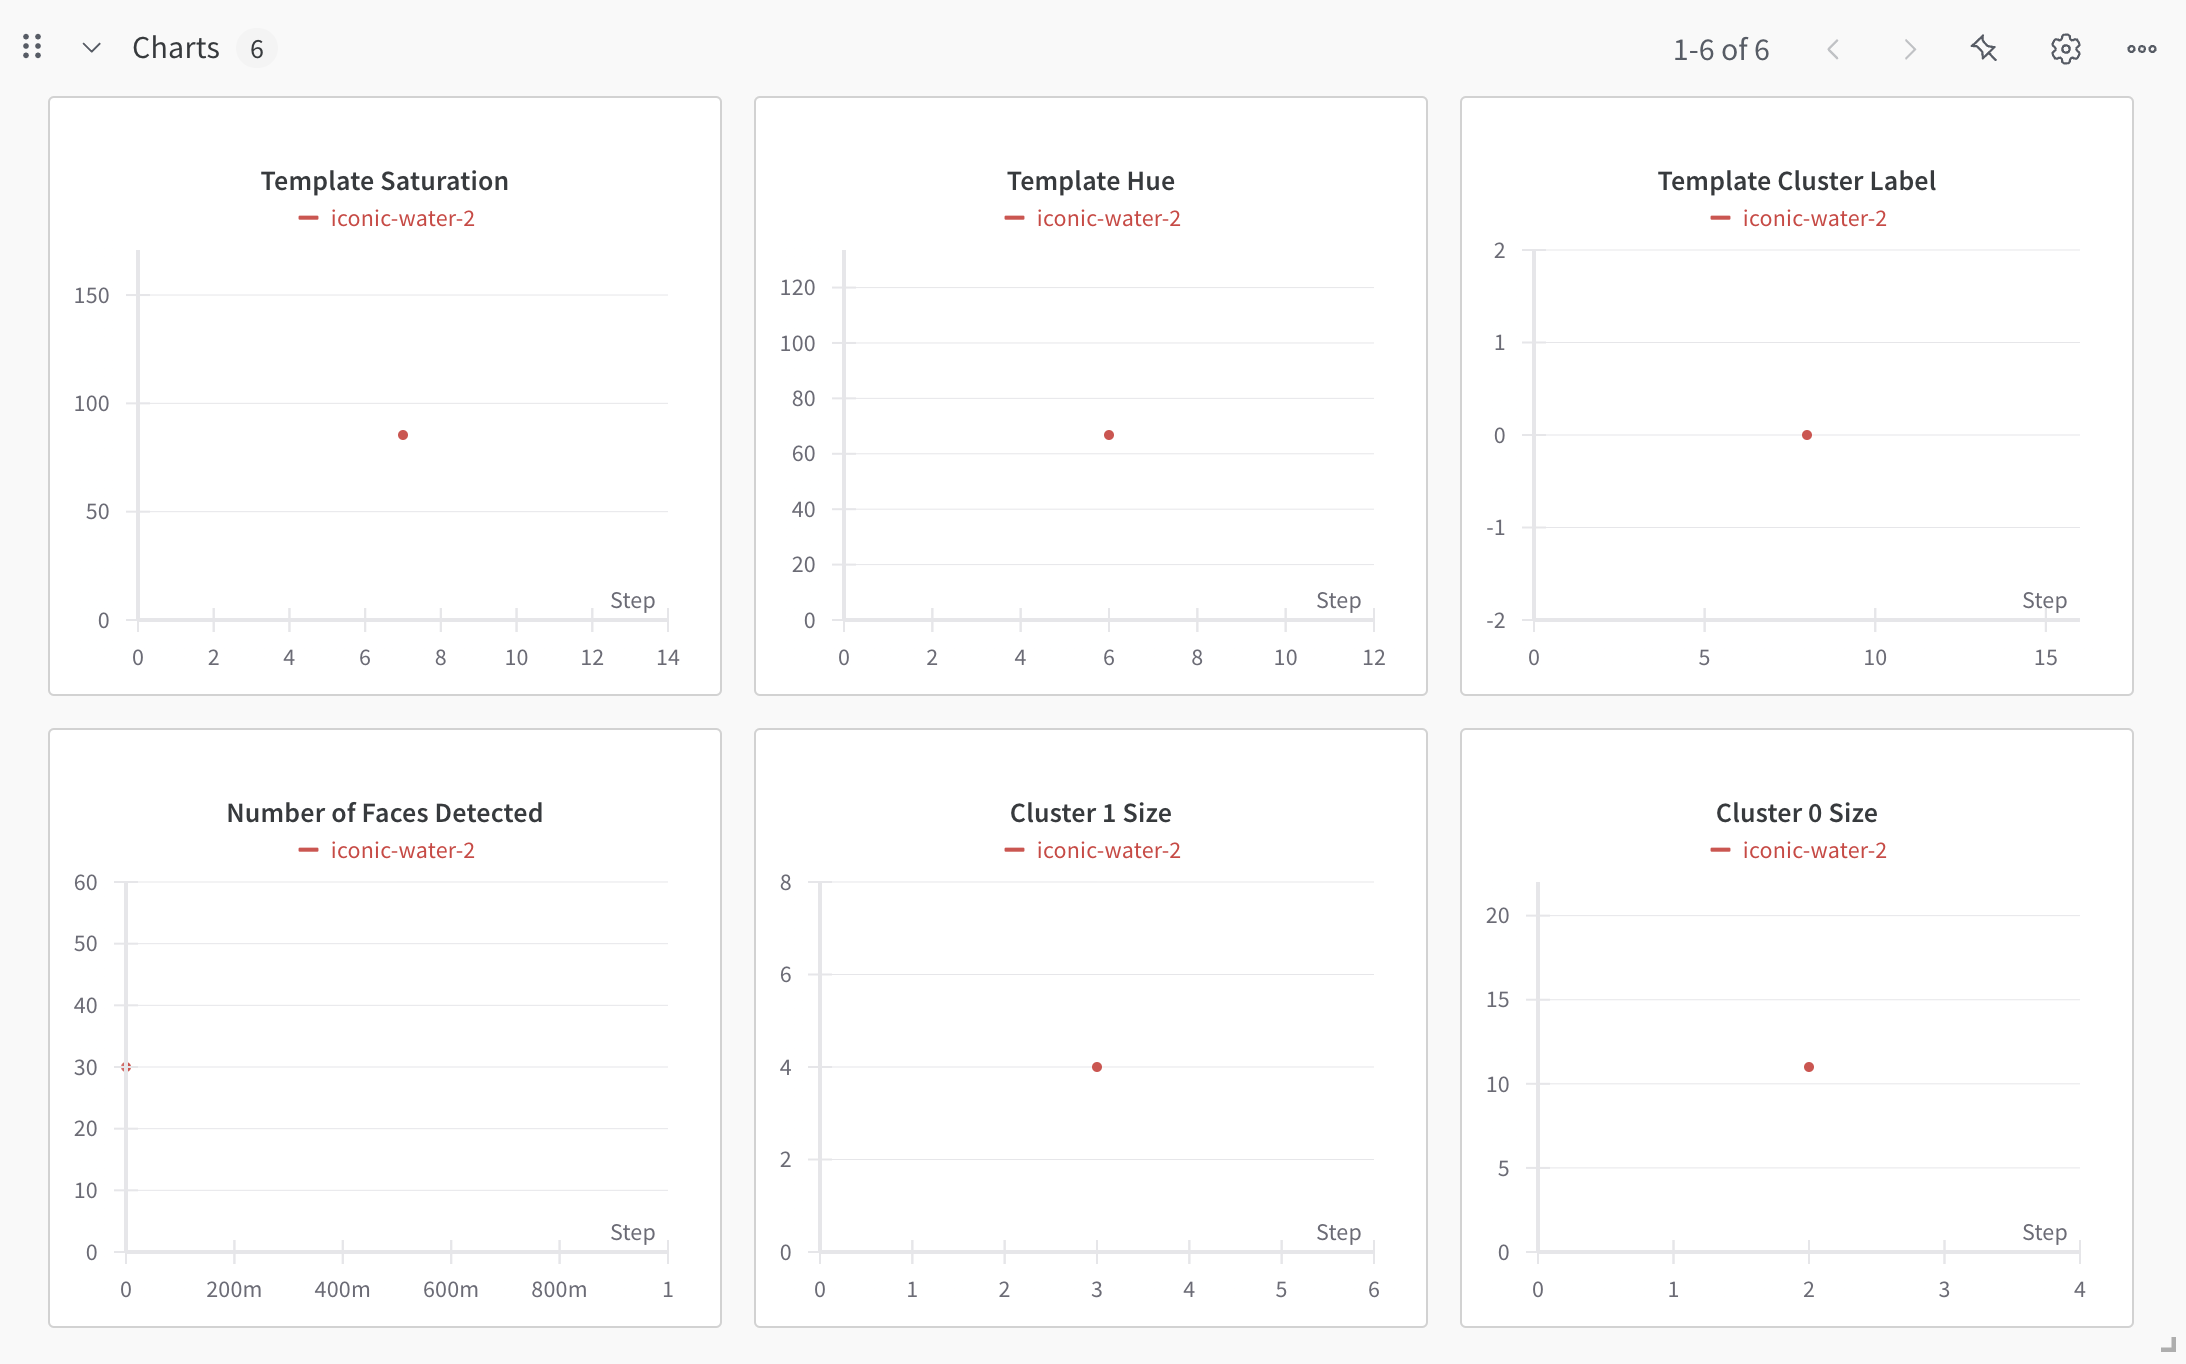 Charts 6
1-6 of 6
Template Saturation
iconic-water-2
150
100
50
0
Step
0 2 4 6 8 10 12 14
Template Hue
iconic-water-2
120
100
80
60
40
20
0
Step
0 2 4 6 8 10 12
Template Cluster Label
iconic-water-2
2
1
0
-1
-2
Step
0 5 10 15
Number of Faces Detected
iconic-water-2
60
50
40
30
20
10
0
Step
0 200m 400m 600m 800m 1
Cluster 1 Size
iconic-water-2
8
6
4
2
0
Step
0 1 2 3 4 5 6
Cluster 0 Size
iconic-water-2
20
15
10
5
0
Step
0 1 2 3 4